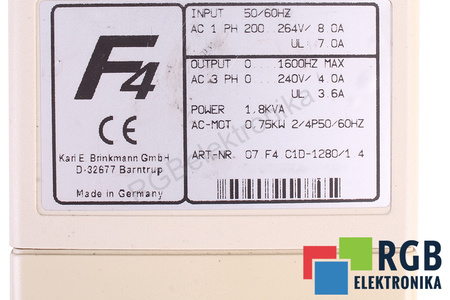 F4
CE
Karl E. Brinkmann GmbH
D-32677 Barntrup
Made in Germany
INPUT 50/60HZ
AC 1 PH 200...264V/ 8.0A
UL 7.0A
OUTPUT 0...1600HZ MAX
AC 3 PH 0...240V/ 4.0A
UL 3.6A
POWER 1.8KVA
AC-MOT. 0.75KW 2/4P50/60HZ
ART-NR. 07.F4 C1D-1280/1.4
RGBelektronika
RGB
ELEKTRONIKA